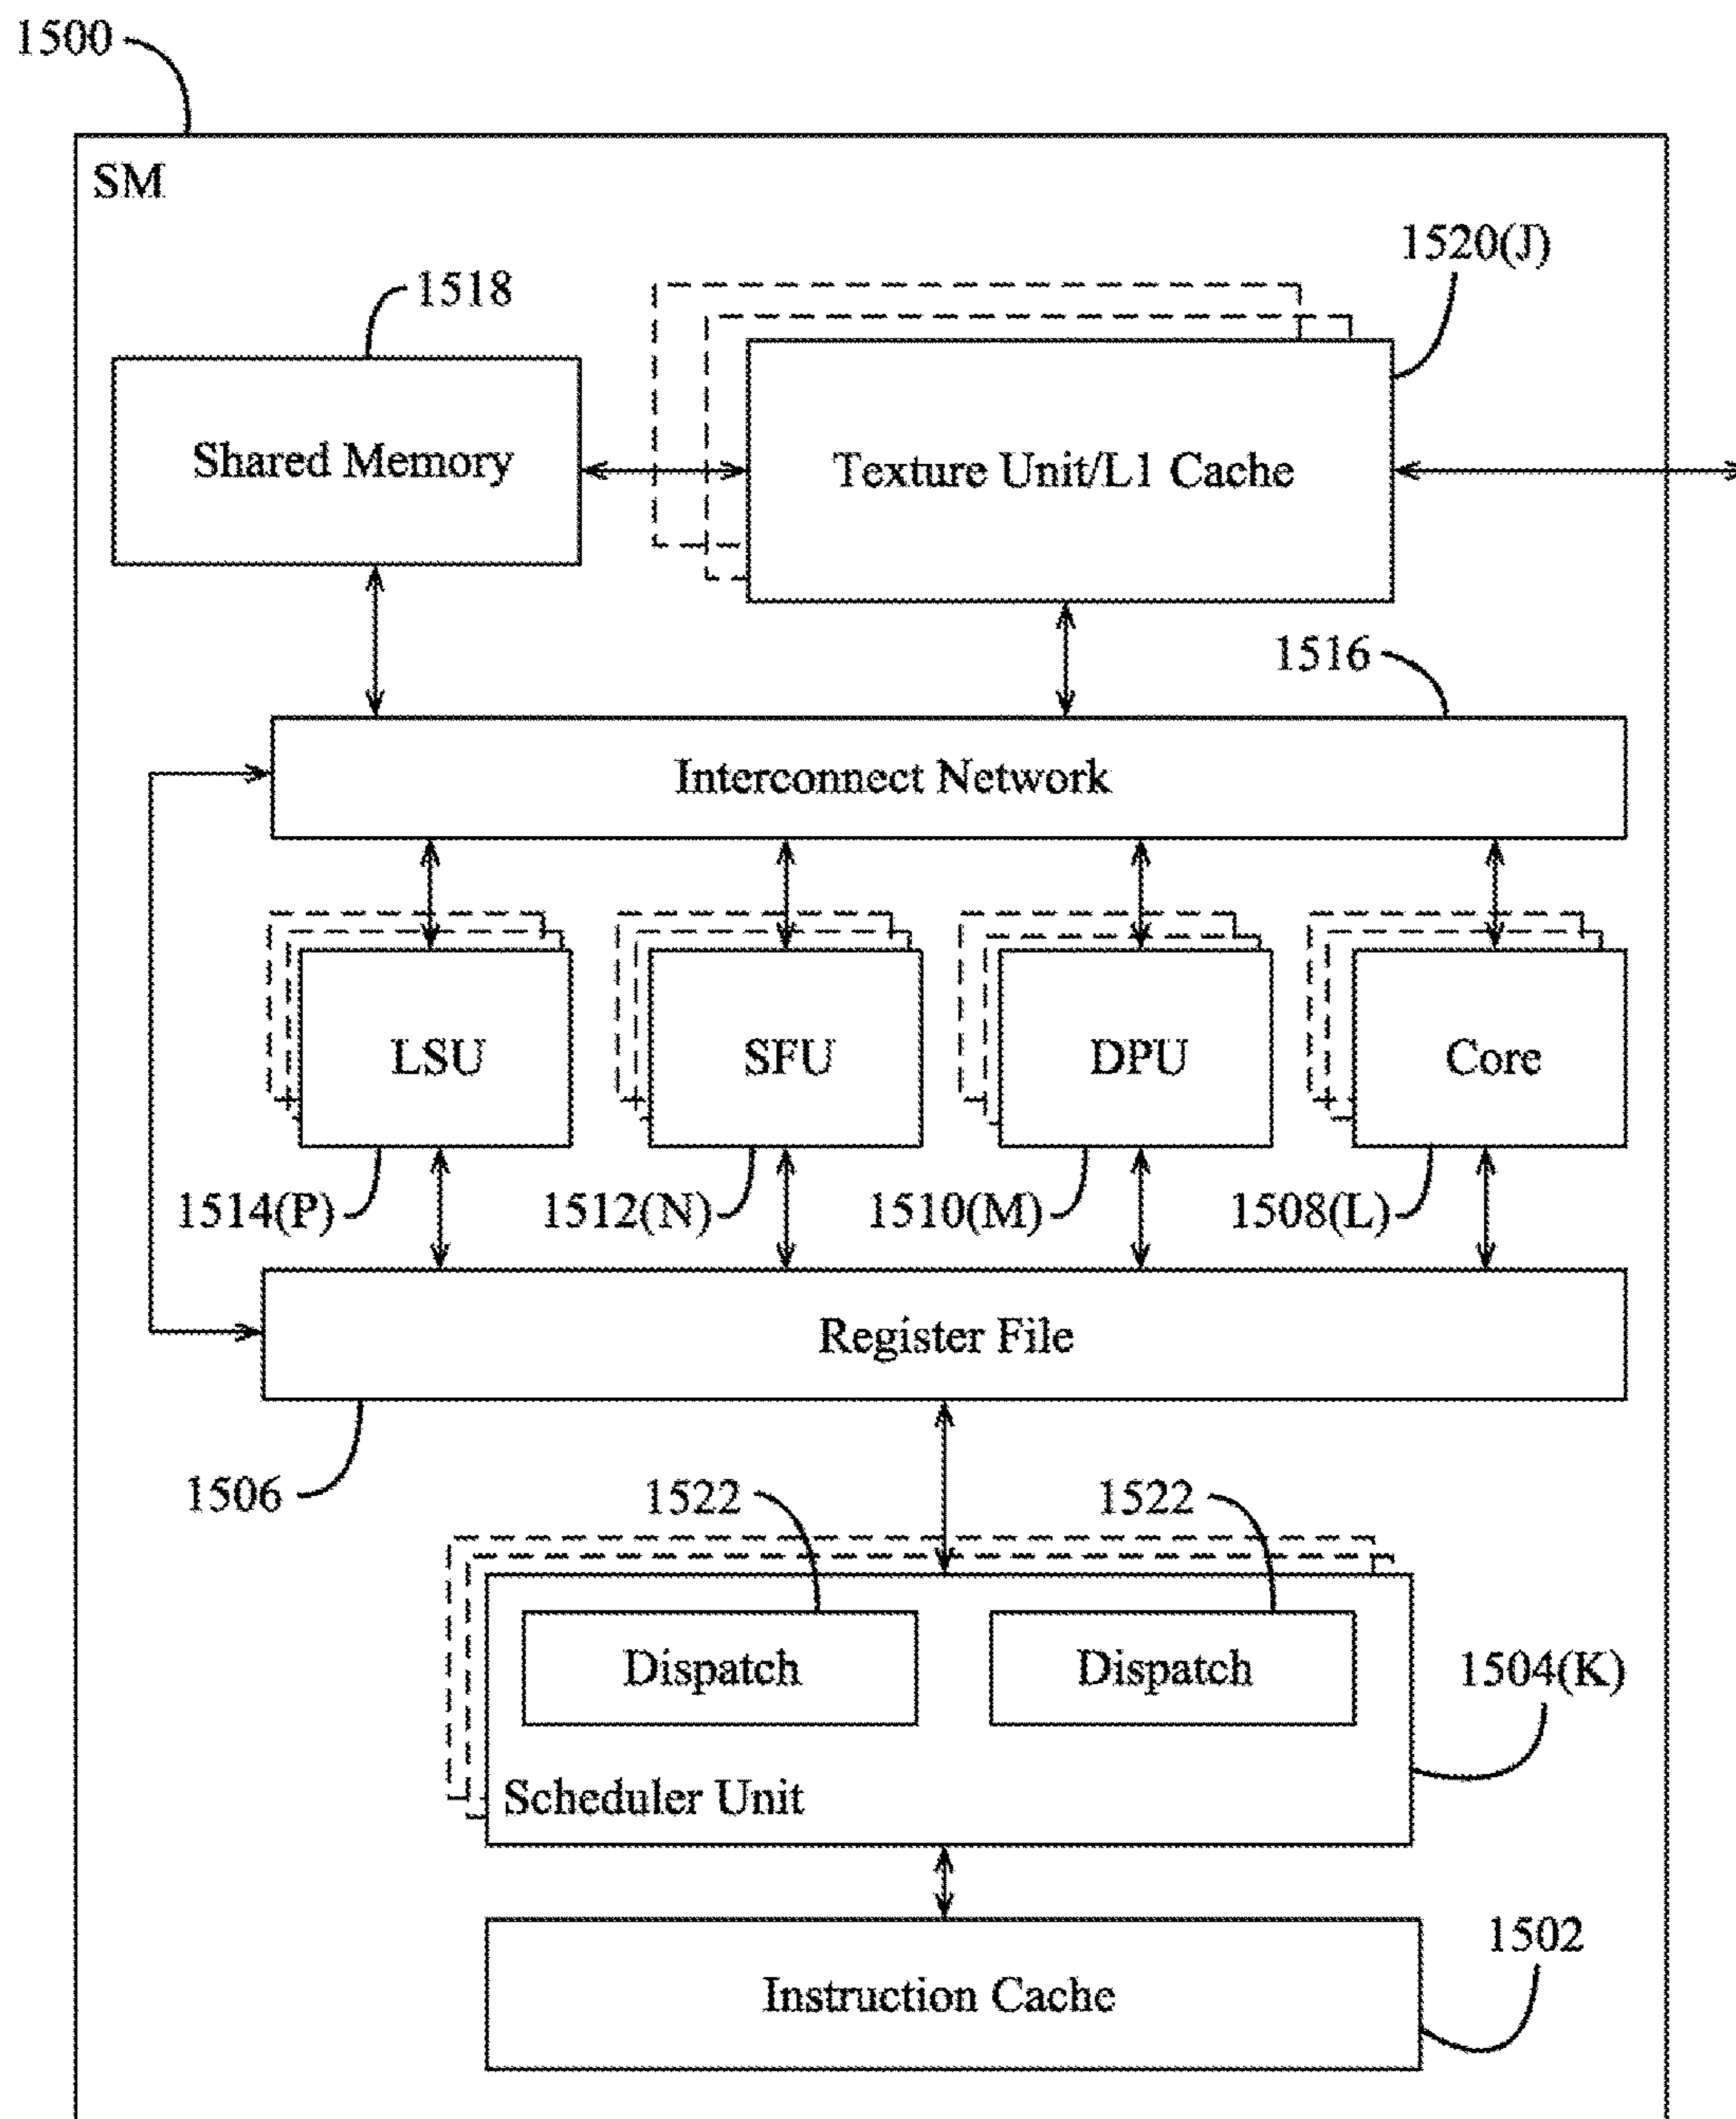 1500
SM
1520(J)
1518
Shared Memory
Texture Unit/L1 Cache
1516
Interconnect Network
LSU
SFU
DPU
Core
1514(P)
1512(N)
1510(M)
1508(L)
Register File
1506
1522
1522
Dispatch
Dispatch
1504(K)
Scheduler Unit
1502
Instruction Cache